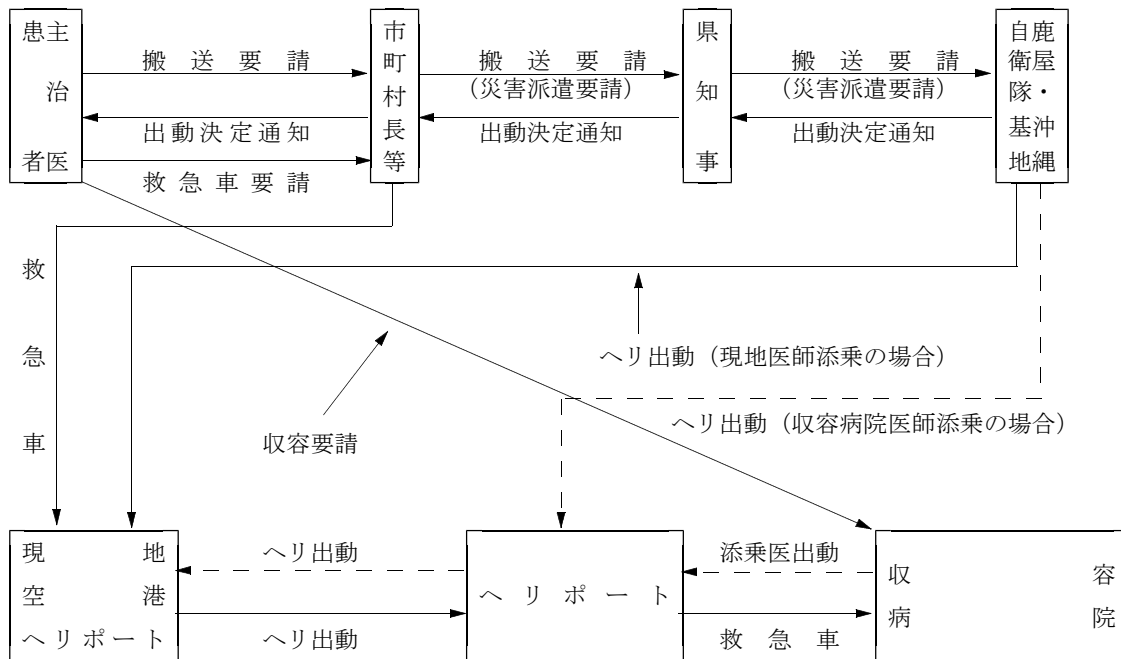 患者
主治医
搬送要請
出動決定通知
救急車要請
市町村長等
搬送要請
(災害派遣要請)
出動決定通知
県知事
搬送要請
(災害派遣要請)
出動決定通知
自衛隊基地
鹿屋・沖縄
救急車
ヘリ出動（現地医師添乗の場合）
ヘリ出動（収容病院医師添乗の場合）
収容要請
現地
空港
ヘリポート
ヘリ出動
ヘリ出動
ヘリポート
添乗医出動
救急車
収容
病院